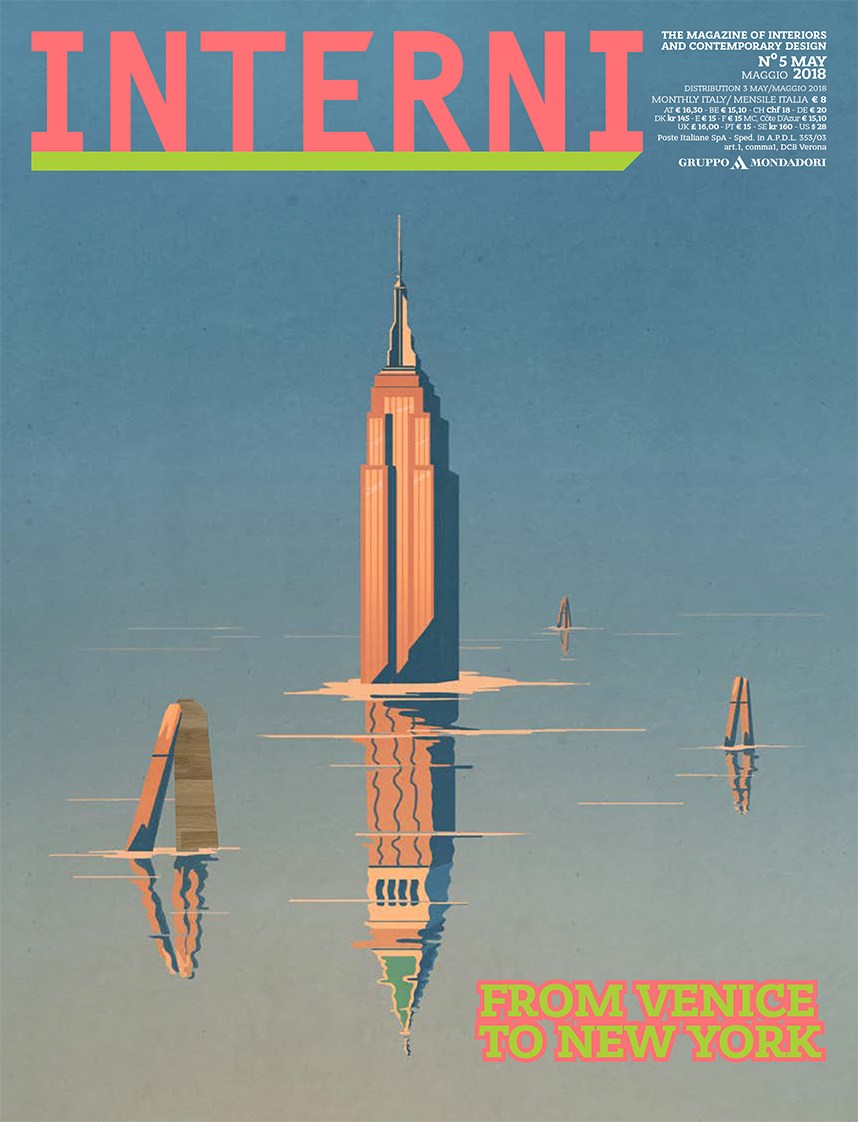 INTERNI
THE MAGAZINE OF INTERIORS
AND CONTEMPORARY DESIGN
N° 5 MAY
MAGGIO 2018
DISTRIBUTION 3 MAY/MAGGIO 2018
MONTHLY ITALY/ MENSILE ITALIA € 8
AT € 16,30 - BE € 15,10 - CH Chf 18 - DE € 20
DK kr 145 - E € 15 - F € 15 MC, Côte D'Azur € 15,10
UK £ 16,00 - PT € 15 - SE kr 160 - US $ 28
Poste Italiane SpA - Sped. in A.P.D.L. 353/03
art.1, comma1, DCB Verona
GRUPPO MONDADORI
FROM VENICE
TO NEW YORK